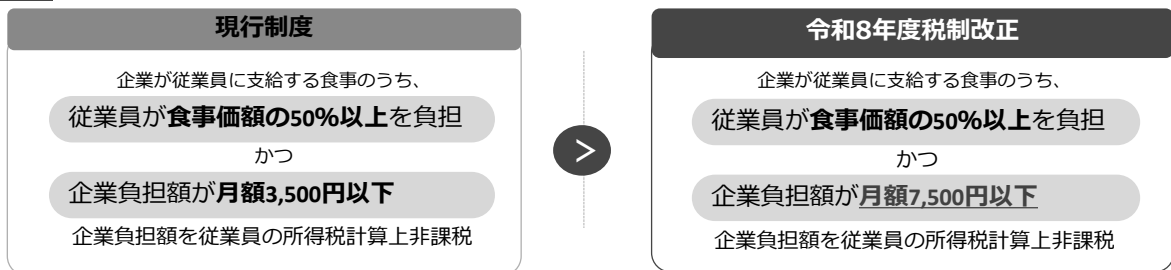 現行制度
企業が従業員に支給する食事のうち、
従業員が食事価額の50%以上を負担
かつ
企業負担額が月額3,500円以下
企業負担額を従業員の所得税計算上非課税
>
令和8年度税制改正
企業が従業員に支給する食事のうち、
従業員が食事価額の50%以上を負担
かつ
企業負担額が月額7,500円以下
企業負担額を従業員の所得税計算上非課税